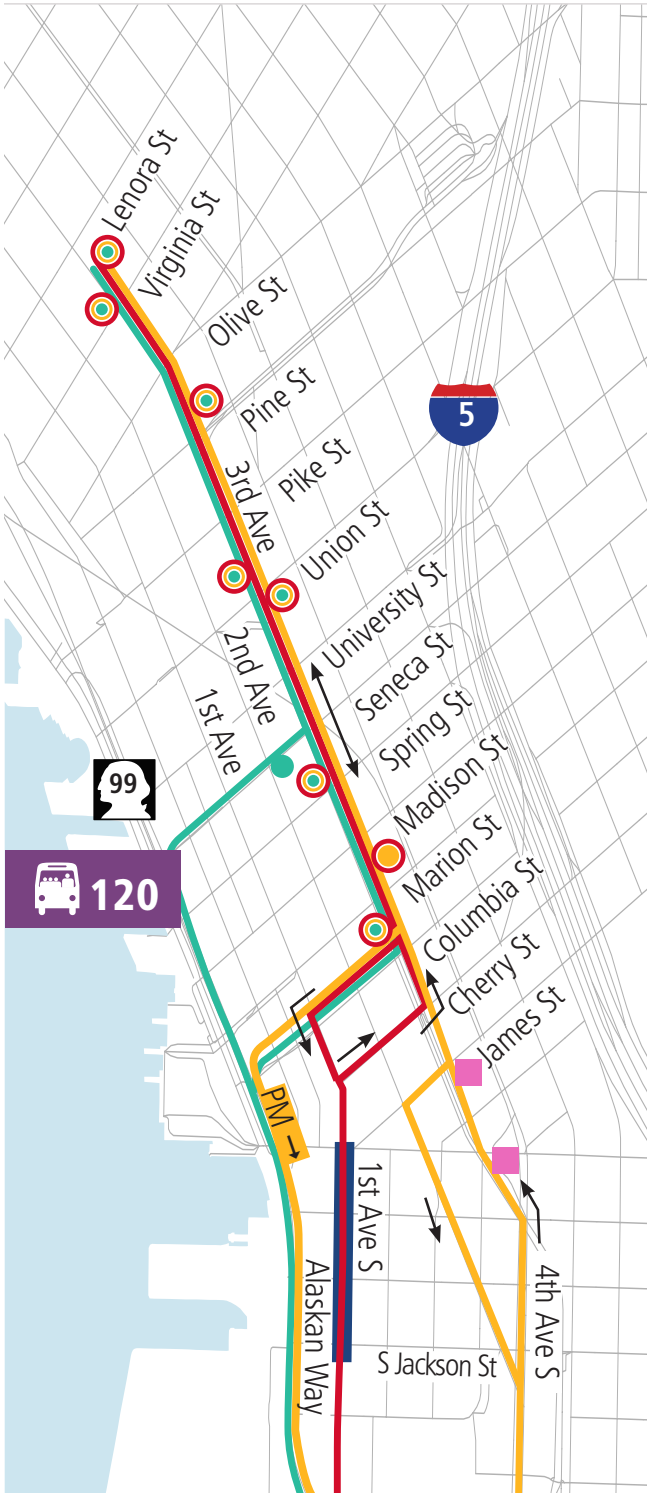 Lenora St
Virginia St
Olive St
Pine St
5
Pike St
3rd Ave
Union St
University St
2nd Ave
Seneca St
1st Ave
Spring St
99
Madison St
Marion St
120
Columbia St
Cherry St
James St
PM
1st Ave S
Alaskan Way
4th Ave S
S Jackson St